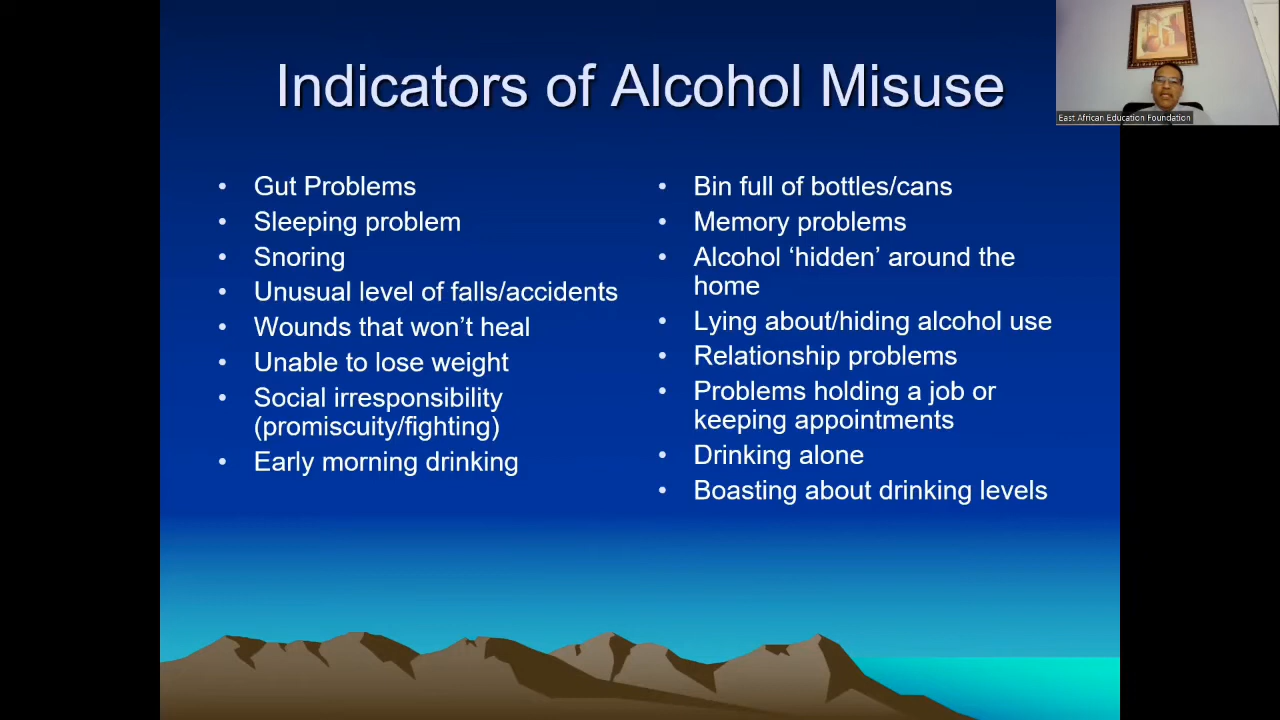 Indicators of Alcohol Misuse
East African Education Foundation
• Gut Problems
• Sleeping problem
• Snoring
• Unusual level of falls/accidents
• Wounds that won’t heal
• Unable to lose weight
• Social irresponsibility
(promiscuity/fighting)
• Early morning drinking
• Bin full of bottles/cans
• Memory problems
• Alcohol ‘hidden’ around the
home
• Lying about/hiding alcohol use
• Relationship problems
• Problems holding a job or
keeping appointments
• Drinking alone
• Boasting about drinking levels